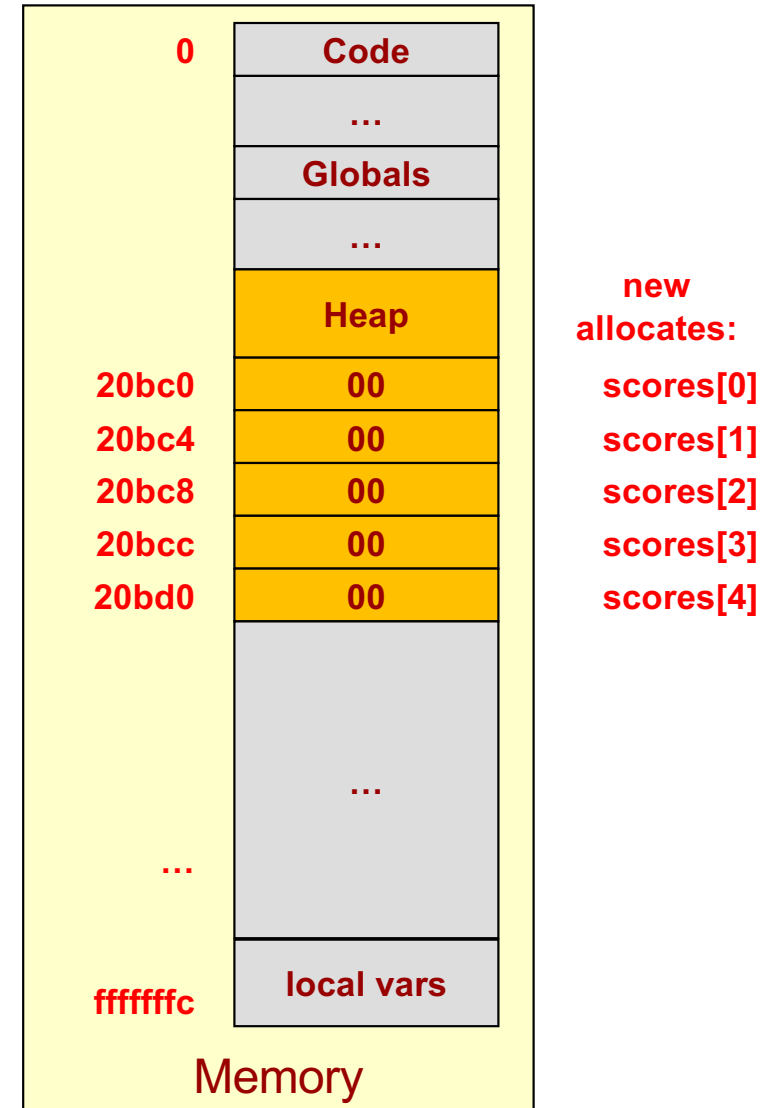 0 Code
…
Globals
…
new
Heap allocates:
20bc0 00 scores[0]
20bc4 00 scores[1]
20bc8 00 scores[2]
20bcc 00 scores[3]
20bd0 00 scores[4]
…
…
fffffffc local vars
Memory